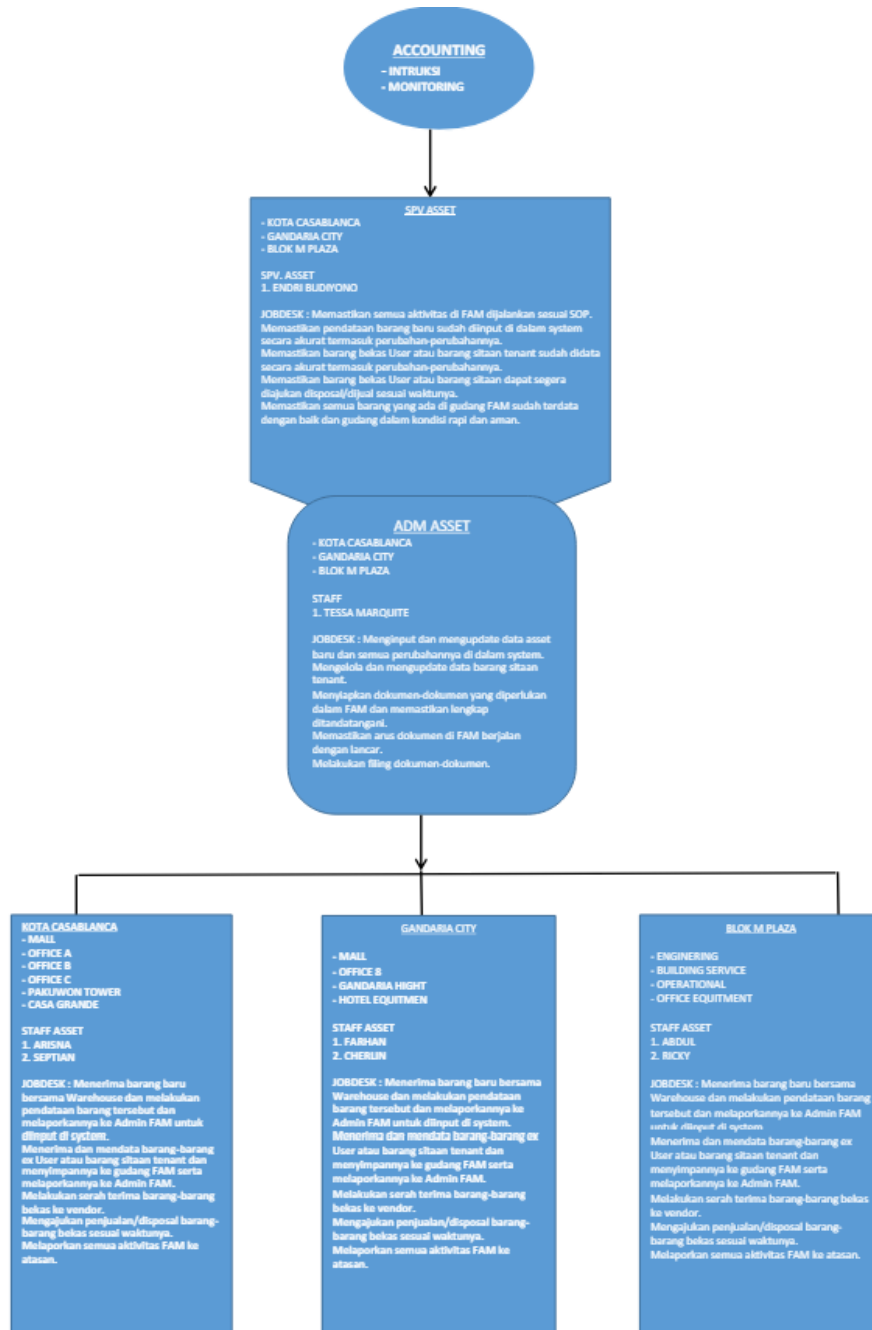 ACCOUNTING
- INTRUKSI
- MONITORING
SPV ASSET
- KOTA CASABLANCA
- GANDARIA CITY
- BLOK M PLAZA
SPV. ASSET
1. ENDRI BUDIYONO
JOBDESK : Memastikan semua aktivitas di FAM dijalankan sesuai SOP.
Memastikan pendataan barang baru sudah diinput di dalam system
secara akurat termasuk perubahan-perubahannya.
Memastikan barang bekas User atau barang sitaan tenant sudah didata
secara akurat termasuk perubahan-perubahannya.
Memastikan barang bekas User atau barang sitaan dapat segera
diajukan disposal/dijual sesuai waktunya.
Memastikan semua barang yang ada di gudang FAM sudah terdata
dengan baik dan gudang dalam kondisi rapi dan aman.
ADM ASSET
- KOTA CASABLANCA
- GANDARIA CITY
- BLOK M PLAZA
STAFF
1. TESSA MARQUITE
JOBDESK : Menginput dan mengupdate data asset
baru dan semua perubahannya di dalam system.
Mengelola dan mengupdate data barang sitaan
tenant.
Menyiapkan dokumen-dokumen yang diperlukan
dalam FAM dan memastikan lengkap
ditandatangani.
Memastikan arus dokumen di FAM berjalan
dengan lancar.
Melakukan filing dokumen-dokumen.
KOTA CASABLANCA
- MALL
- OFFICE A
- OFFICE B
- OFFICE C
- PAKUWON TOWER
- CASA GRANDE
STAFF ASSET
1. ARISNA
2. SEPTIAN
JOBDESK : Menerima barang baru
bersama Warehouse dan melakukan
pendataan barang tersebut dan
melaporkannya ke Admin FAM untuk
diinput di system.
Menerima dan mendata barang-barang
ex User atau barang sitaan tenant dan
menyimpannya ke gudang FAM serta
melaporkannya ke Admin FAM.
Melakukan serah terima barang-barang
bekas ke vendor.
Mengajukan penjualan/disposal barang-
barang bekas sesuai waktunya.
Melaporkan semua aktivitas FAM ke
atasan.
GANDARIA CITY
- MALL
- OFFICE 8
- GANDARIA HIGHT
- HOTEL EQUITMEN
STAFF ASSET
1. FARHAN
2. CHERLIN
JOBDESK : Menerima barang baru bersama
Warehouse dan melakukan pendataan
barang tersebut dan melaporkannya ke
Admin FAM untuk diinput di system.
Menerima dan mendata barang-barang ex
User atau barang sitaan tenant dan
menyimpannya ke gudang FAM serta
melaporkannya ke Admin FAM.
Melakukan serah terima barang-barang
bekas ke vendor.
Mengajukan penjualan/disposal barang-
barang bekas sesuai waktunya.
Melaporkan semua aktivitas FAM ke
atasan.
BLOK M PLAZA
- ENGINERING
- BUILDING SERVICE
- OPERATIONAL
- OFFICE EQUITMENT
STAFF ASSET
1. ABDUL
2. RICKY
JOBDESK : Menerima barang baru bersama
Warehouse dan melakukan pendataan barang
tersebut dan melaporkannya ke Admin FAM
untuk diinput di system
Menerima dan mendata barang-barang ex
User atau barang sitaan tenant dan
menyimpannya ke gudang FAM serta
melaporkannya ke Admin FAM.
Melakukan serah terima barang-barang bekas
ke vendor.
Mengajukan penjualan/disposal barang-
barang bekas sesuai waktunya.
Melaporkan semua aktivitas FAM ke atasan.